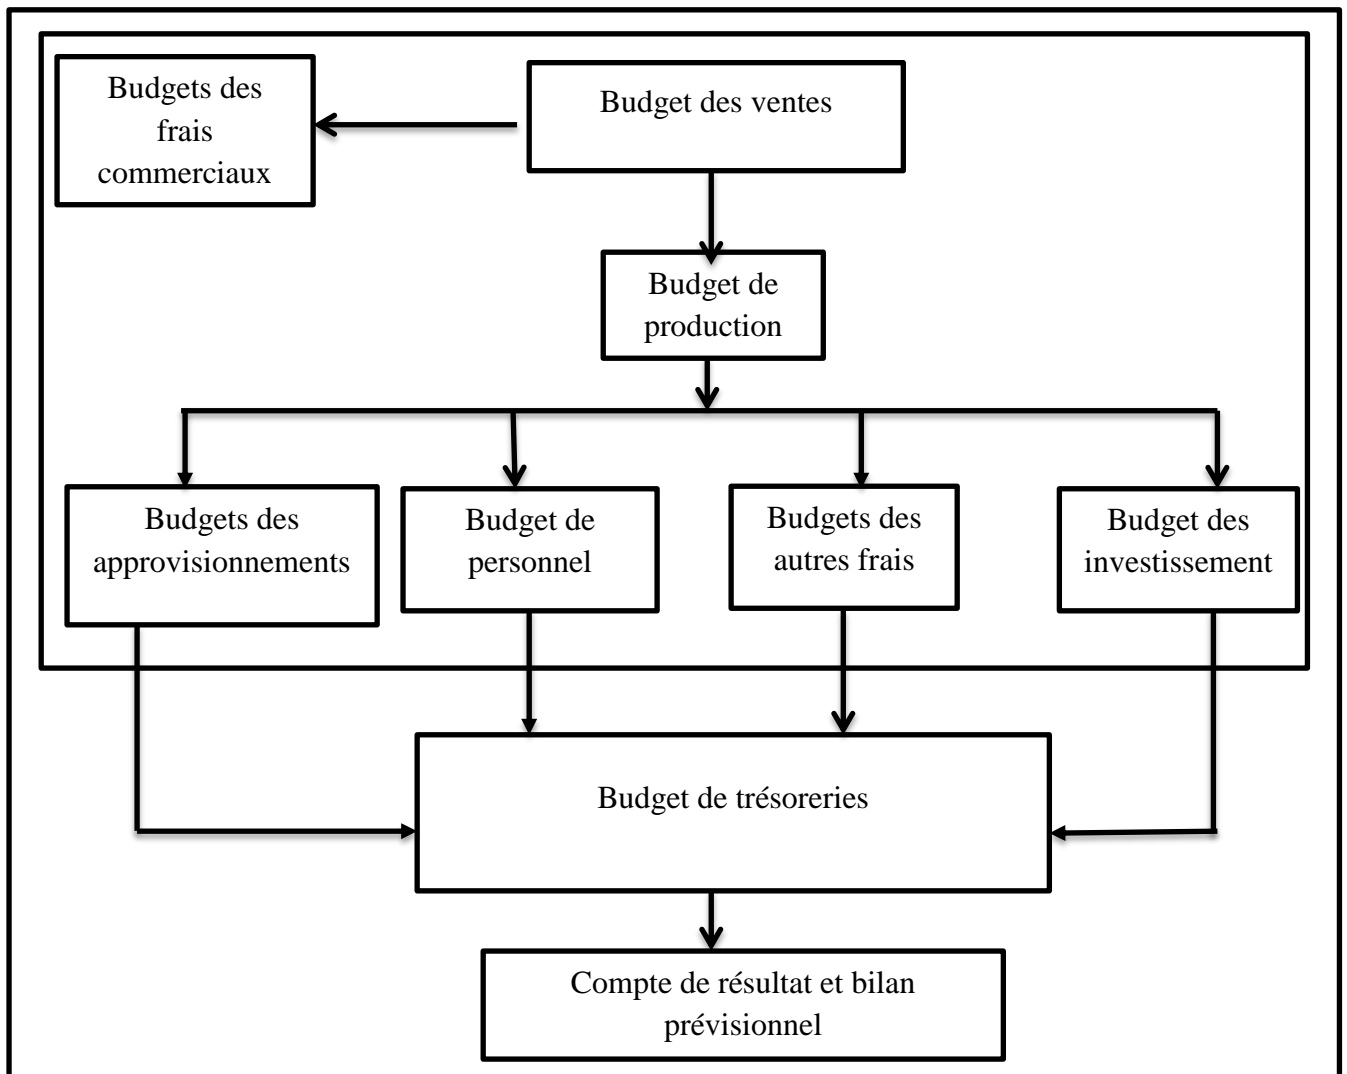 Budgets des
frais
commerciaux
Budget des ventes
Budget de
production
Budgets des
approvisionnements
Budget de
personnel
Budgets des
autres frais
Budget des
investissement
Budget de trésoreries
Compte de résultat et bilan
prévisionnel